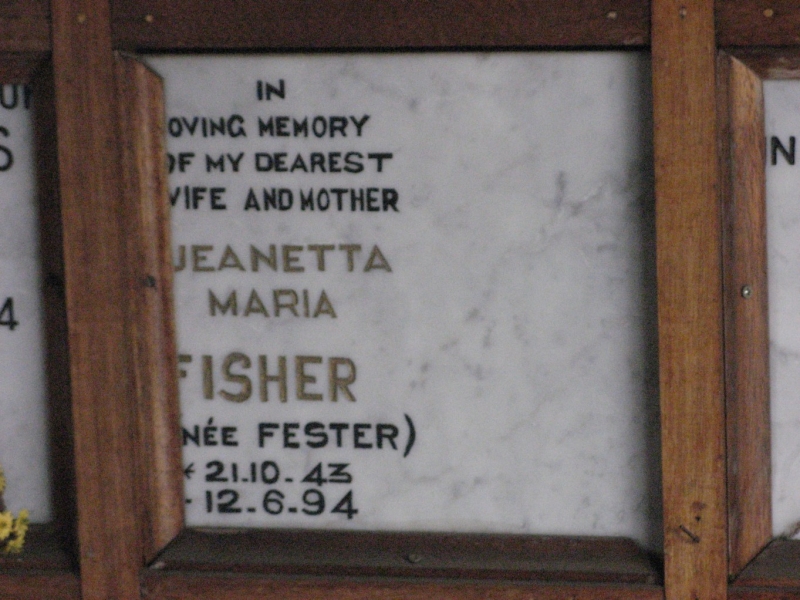 IN
OVING MEMORY
OF MY DEAREST
WIFE AND MOTHER
JEANETTA
MARIA
FISHER
(NÉE FESTER)
* 21.10.43
- 12.6.94